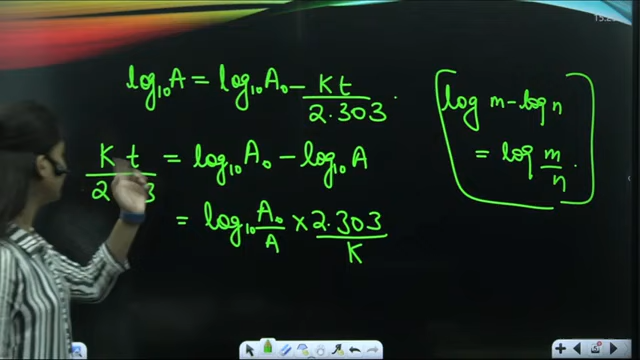 log₁₀A = log₁₀A₀ − Kt/2.303.
Kt/2 3 = log₁₀A₀ − log₁₀A
= log₁₀ A₀/A × 2.303/K
log m − log n
= log m/n.